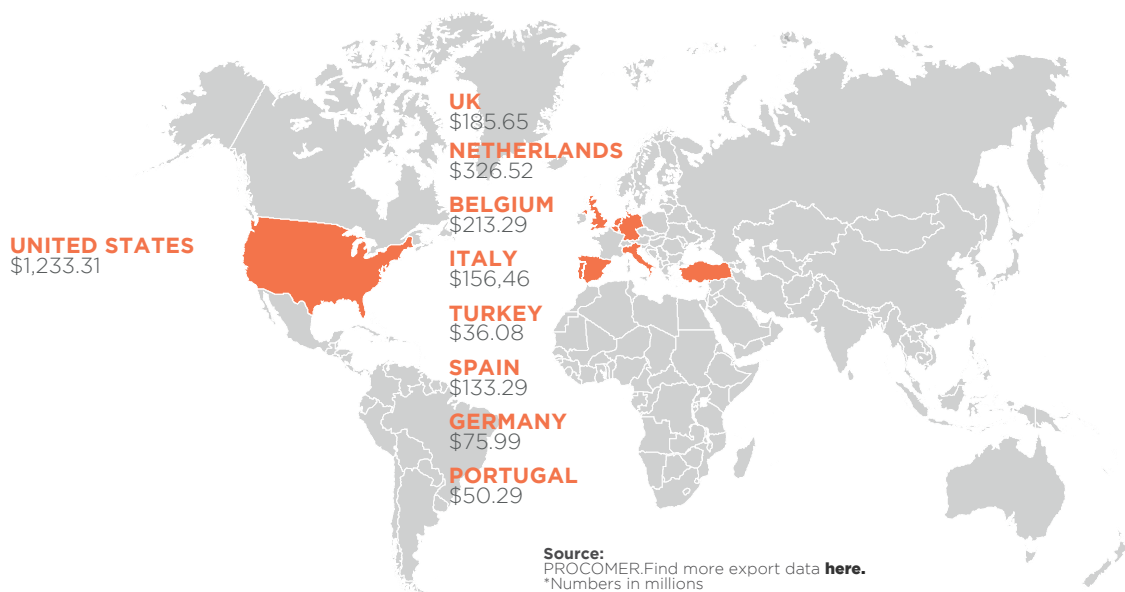 UK
$185.65
NETHERLANDS
$326.52
BELGIUM
$213.29
UNITED STATES
$1,233.31
ITALY
$156,46
TURKEY
$36.08
SPAIN
$133.29
GERMANY
$75.99
PORTUGAL
$50.29
Source:
PROCOMER.Find more export data here.
*Numbers in millions